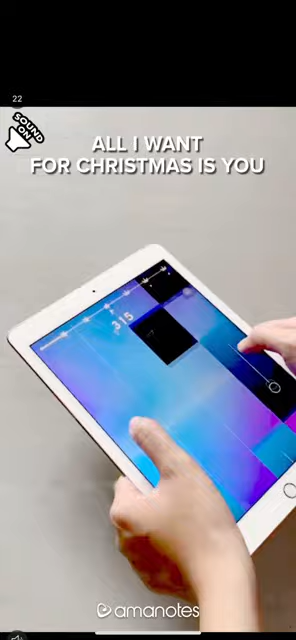 22
SOUND
ON
ALL I WANT
FOR CHRISTMAS IS YOU
315
amanotes